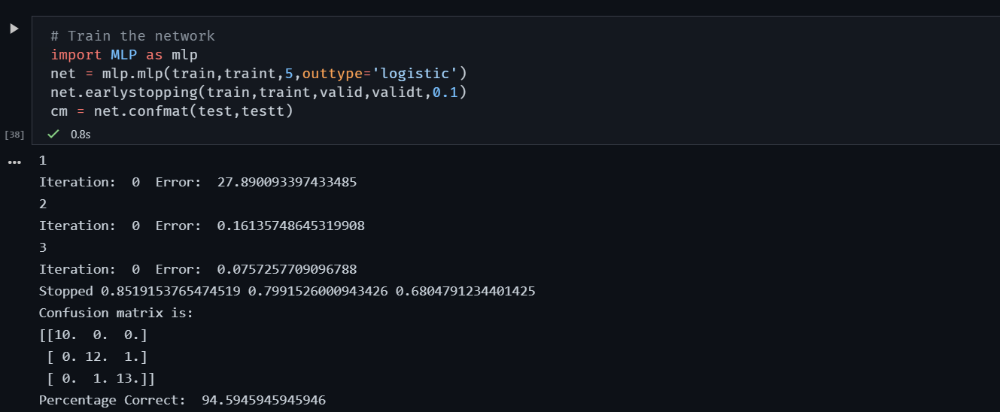 # Train the network
import MLP as mlp
net = mlp.mlp(train,traint,5,outtype='logistic')
net.earlystopping(train,traint,valid,validt,0.1)
cm = net.confmat(test,testt)
[38] 0.8s
1
Iteration:  0  Error:  27.890093397433485
2
Iteration:  0  Error:  0.16135748645319908
3
Iteration:  0  Error:  0.0757257709096788
Stopped 0.8519153765474519 0.7991526000943426 0.6804791234401425
Confusion matrix is:
[[10.  0.  0.]
 [ 0. 12.  1.]
 [ 0.  1. 13.]]
Percentage Correct:  94.5945945945946